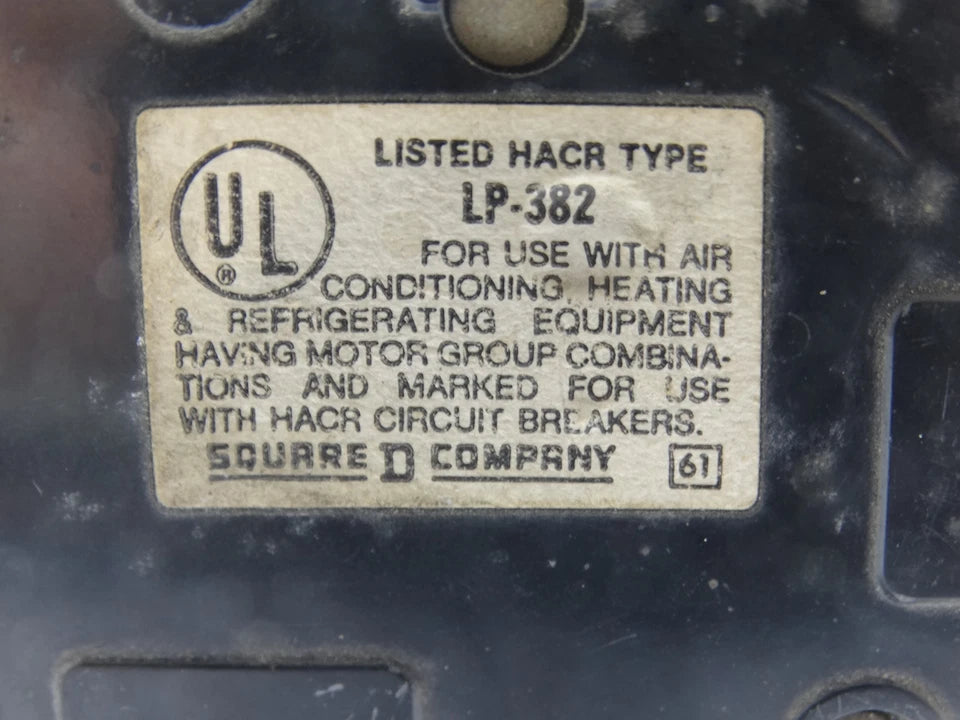 UL
®
LISTED HACR TYPE
LP-382
FOR USE WITH AIR
CONDITIONING, HEATING
& REFRIGERATING EQUIPMENT
HAVING MOTOR GROUP COMBINA-
TIONS AND MARKED FOR USE
WITH HACR CIRCUIT BREAKERS.
SQUARE D COMPANY 61